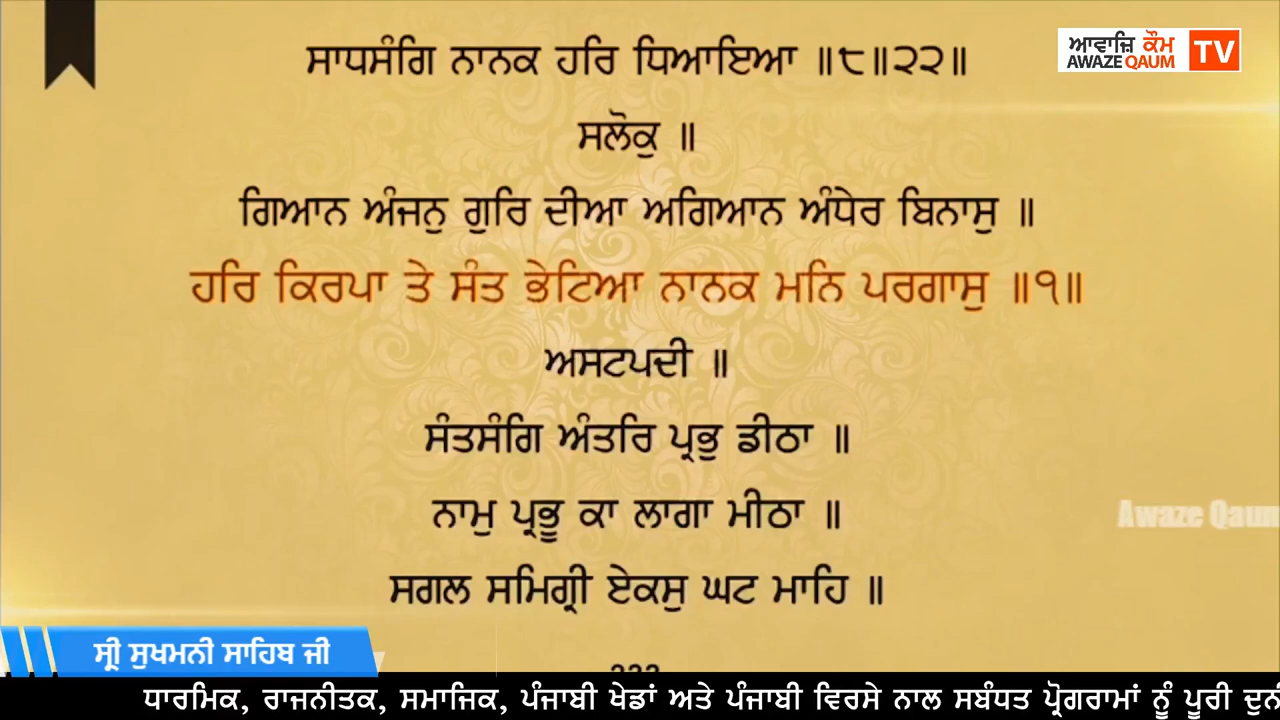 ਆਵਾਜ਼ਿ ਕੌਮ
AWAZE QAUM TV
ਸਾਧਸੰਗਿ ਨਾਨਕ ਹਰਿ ਧਿਆਇਆ ॥੮॥੨੨॥
ਸਲੋਕੁ ॥
ਗਿਆਨ ਅੰਜਨੁ ਗੁਰਿ ਦੀਆ ਅਗਿਆਨ ਅੰਧੇਰ ਬਿਨਾਸੁ ॥
ਹਰਿ ਕਿਰਪਾ ਤੇ ਸੰਤ ਭੇਟਿਆ ਨਾਨਕ ਮਨਿ ਪਰਗਾਸੁ ॥੧॥
ਅਸਟਪਦੀ ॥
ਸੰਤਸੰਗਿ ਅੰਤਰਿ ਪ੍ਰਭੁ ਡੀਠਾ ॥
ਨਾਮੁ ਪ੍ਰਭੂ ਕਾ ਲਾਗਾ ਮੀਠਾ ॥
Awaze Qaum
ਸਗਲ ਸਮਿਗ੍ਰੀ ਏਕਸੁ ਘਟ ਮਾਹਿ ॥
ਸ੍ਰੀ ਸੁਖਮਨੀ ਸਾਹਿਬ ਜੀ
ਧਾਰਮਿਕ, ਰਾਜਨੀਤਕ, ਸਮਾਜਿਕ, ਪੰਜਾਬੀ ਖੇਡਾਂ ਅਤੇ ਪੰਜਾਬੀ ਵਿਰਸੇ ਨਾਲ ਸਬੰਧਤ ਪ੍ਰੋਗਰਾਮਾਂ ਨੂੰ ਪੂਰੀ